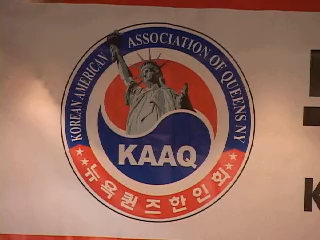 KOREAN AMERICAN ASSOCIATION OF QUEENS NY
KAAQ
뉴욕퀸즈한인회
K